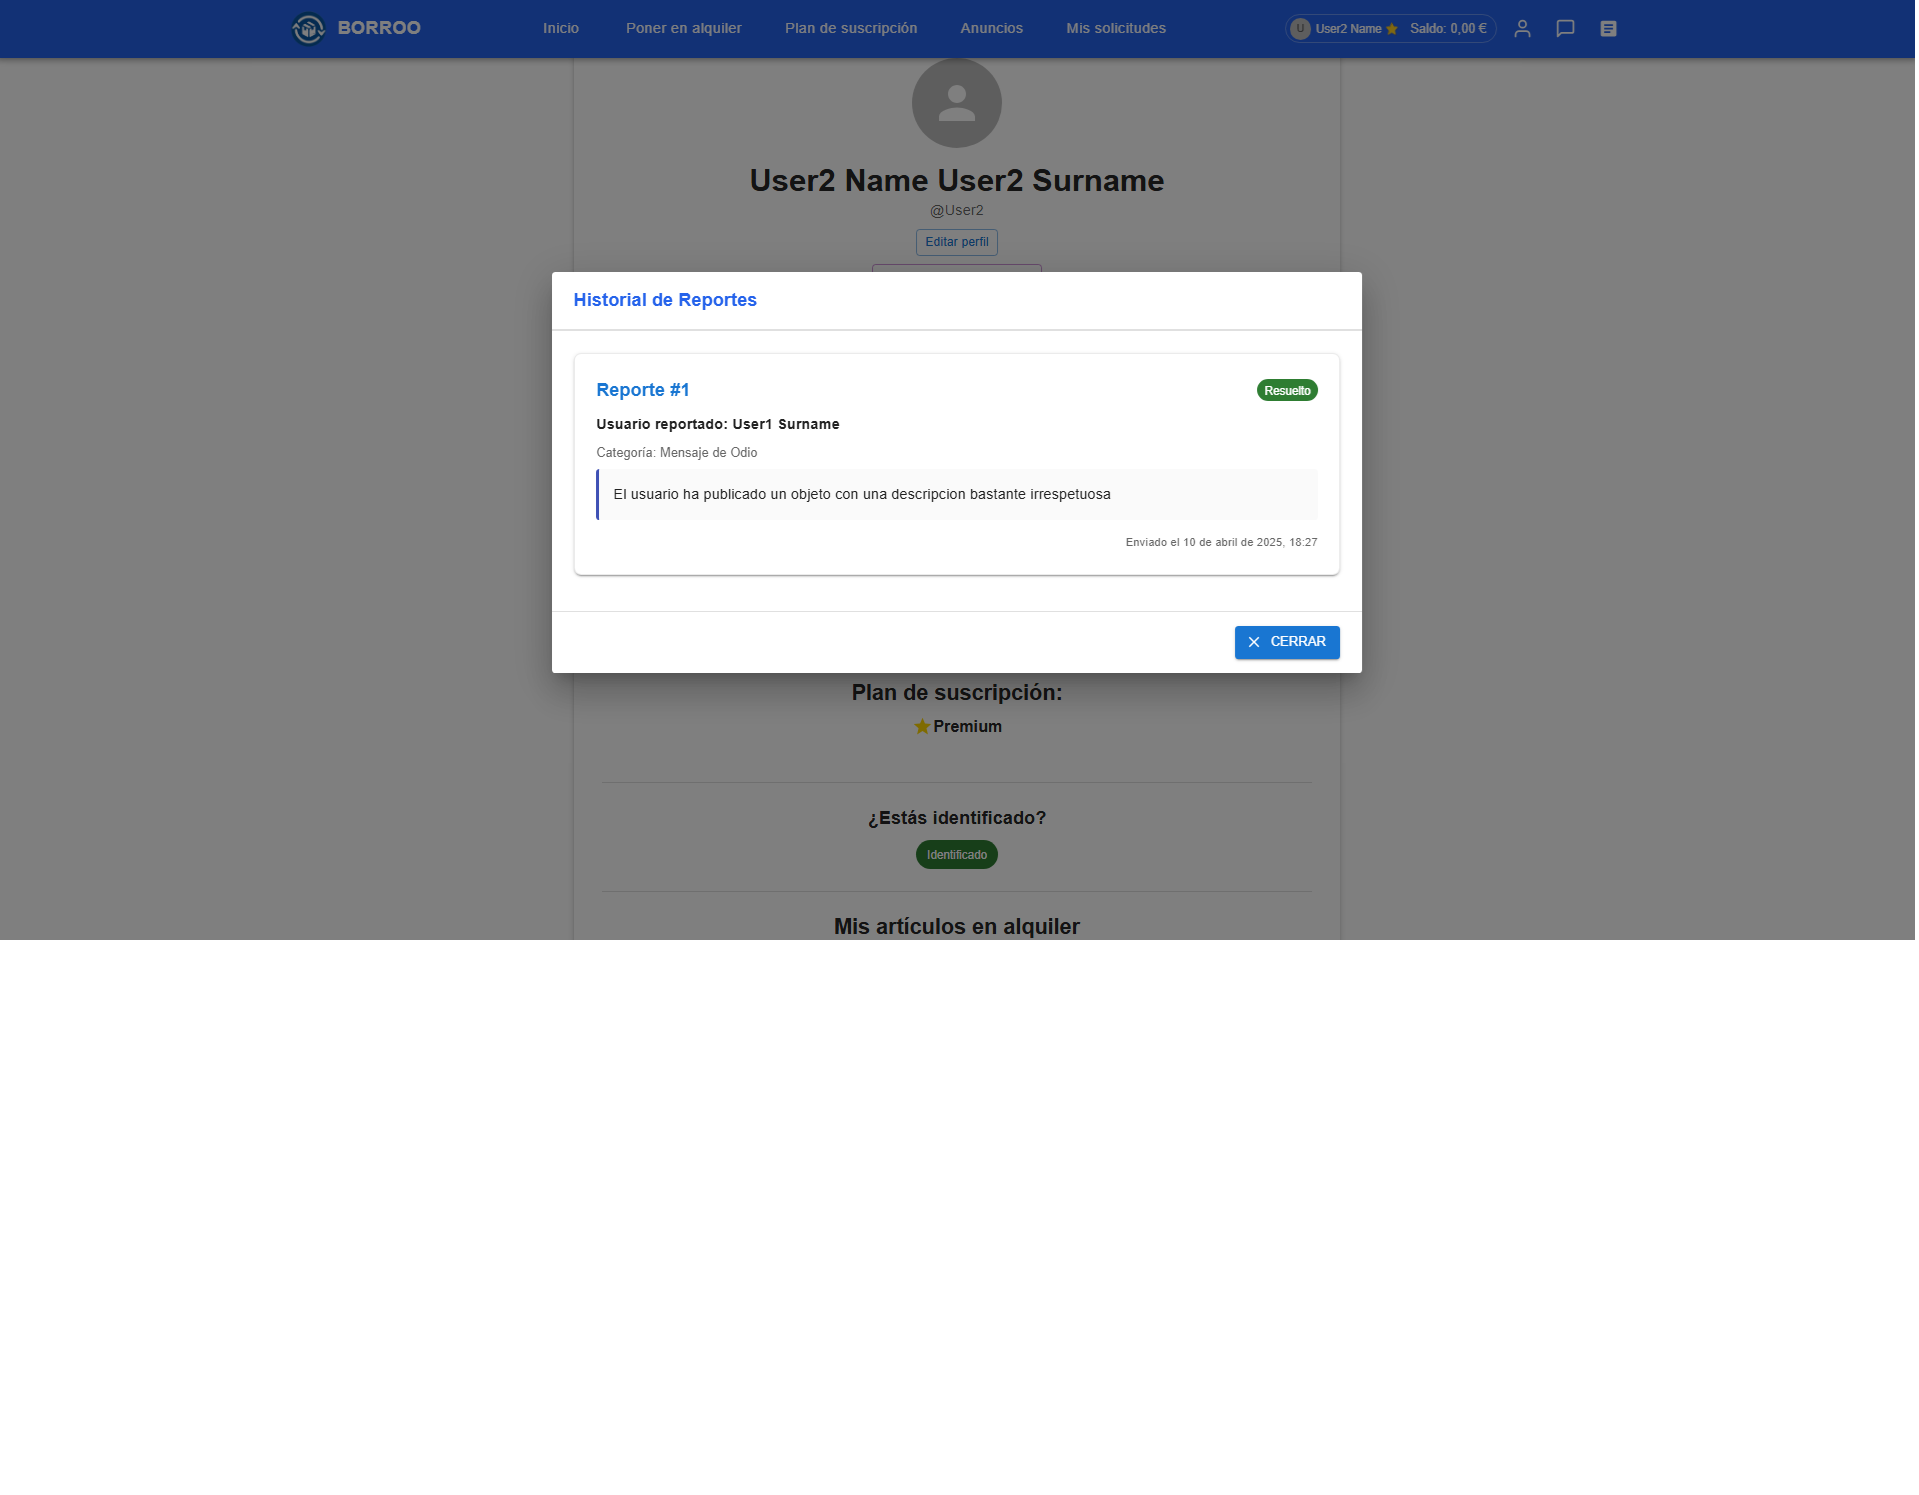 BORROO
Inicio
Poner en alquiler
Plan de suscripción
Anuncios
Mis solicitudes
U User2 Name Saldo: 0,00 €
User2 Name User2 Surname
@User2
Editar perfil
Historial de Reportes
Reporte #1
Resuelto
Usuario reportado: User1 Surname
Categoría: Mensaje de Odio
El usuario ha publicado un objeto con una descripcion bastante irrespetuosa
Enviado el 10 de abril de 2025, 18:27
CERRAR
Plan de suscripción:
Premium
¿Estás identificado?
Identificado
Mis artículos en alquiler